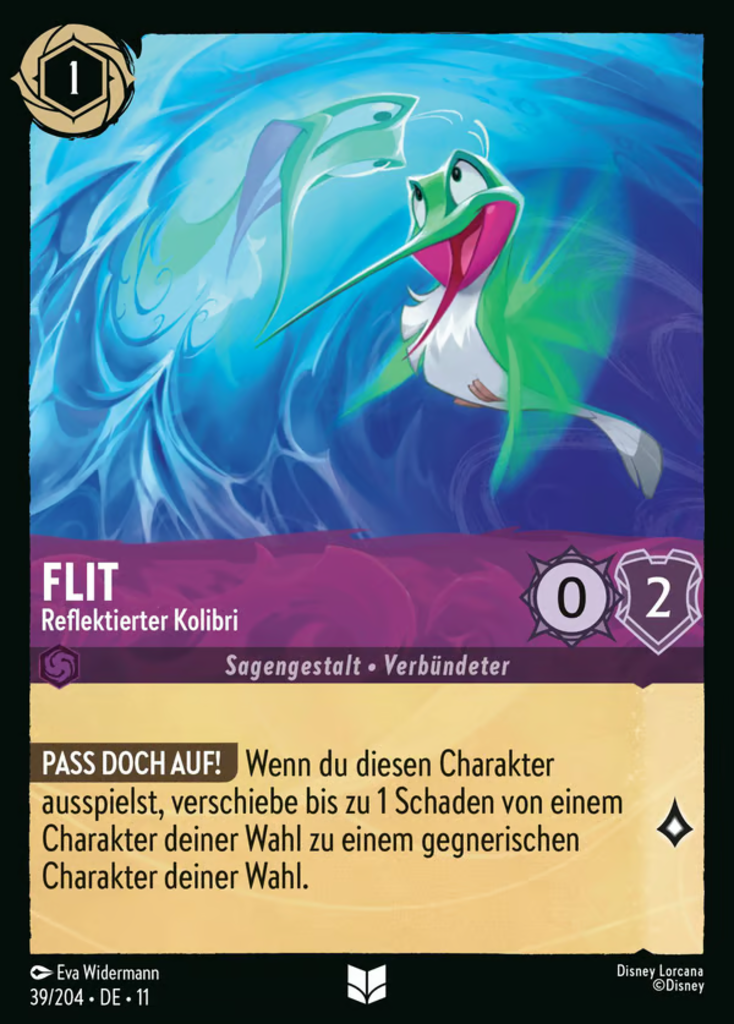 1
FLIT
Reflektierter Kolibri
0
2
Sagengestalt • Verbündeter
PASS DOCH AUF! Wenn du diesen Charakter
ausspielst, verschiebe bis zu 1 Schaden von einem
Charakter deiner Wahl zu einem gegnerischen
Charakter deiner Wahl.
Eva Widermann
39/204 • DE • 11
Disney Lorcana
©Disney